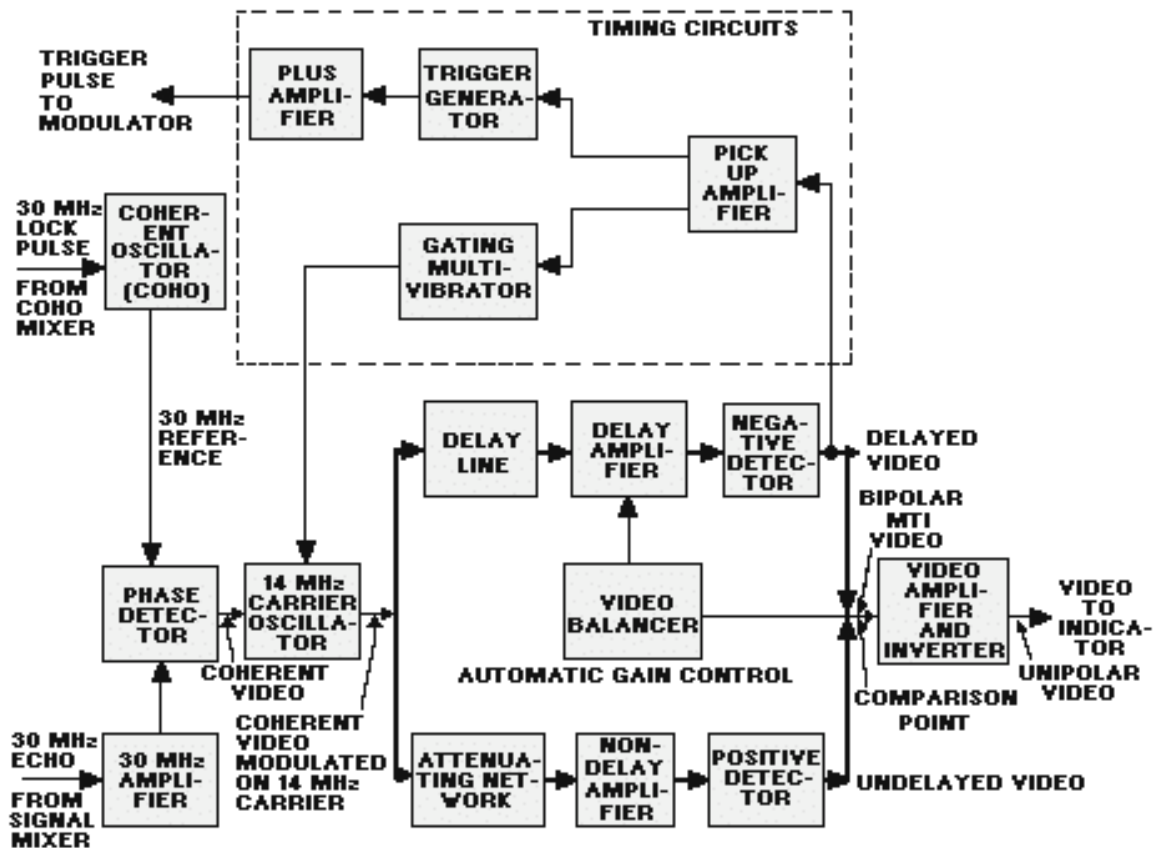 TIMING CIRCUITS
TRIGGER
PULSE
TO
MODULATOR
PLUS
AMPLI-
FIER
TRIGGER
GENERA-
TOR
PICK
UP
AMPLI-
FIER
30 MHz
LOCK
PULSE
FROM
COHO
MIXER
COHER-
ENT
OSCILLA-
TOR
(COHO)
GATING
MULTI-
VIBRATOR
30 MHz
REFER-
ENCE
DELAY
LINE
DELAY
AMPLI-
FIER
NEGA-
TIVE
DETEC-
TOR
DELAYED
VIDEO
BIPOLAR
MTI
VIDEO
PHASE
DETEC-
TOR
14 MHz
CARRIER
OSCILLA-
TOR
VIDEO
BALANCER
VIDEO
AMPLI-
FIER
AND
INVERTER
VIDEO
TO
INDICA-
TOR
COHERENT
VIDEO
AUTOMATIC GAIN CONTROL
UNIPOLAR
VIDEO
COMPARISON
POINT
COHERENT
VIDEO
MODULATED
ON 14 MHz
CARRIER
30 MHz
ECHO
FROM
SIGNAL
MIXER
30 MHz
AMPLI-
FIER
ATTENUA-
TING NET-
WORK
NON-
DELAY
AMPLI-
FIER
POSITIVE
DETEC-
TOR
UNDELAYED VIDEO